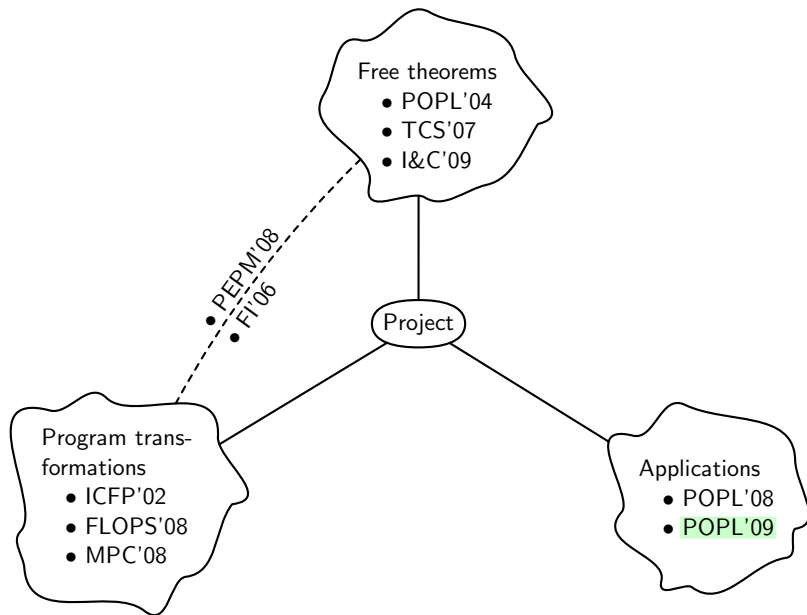 Free theorems
• POPL'04
• TCS'07
• I&C'09
• PEPM'08
• FI'06
Project
Program trans-
formations
• ICFP'02
• FLOPS'08
• MPC'08
Applications
• POPL'08
• POPL'09